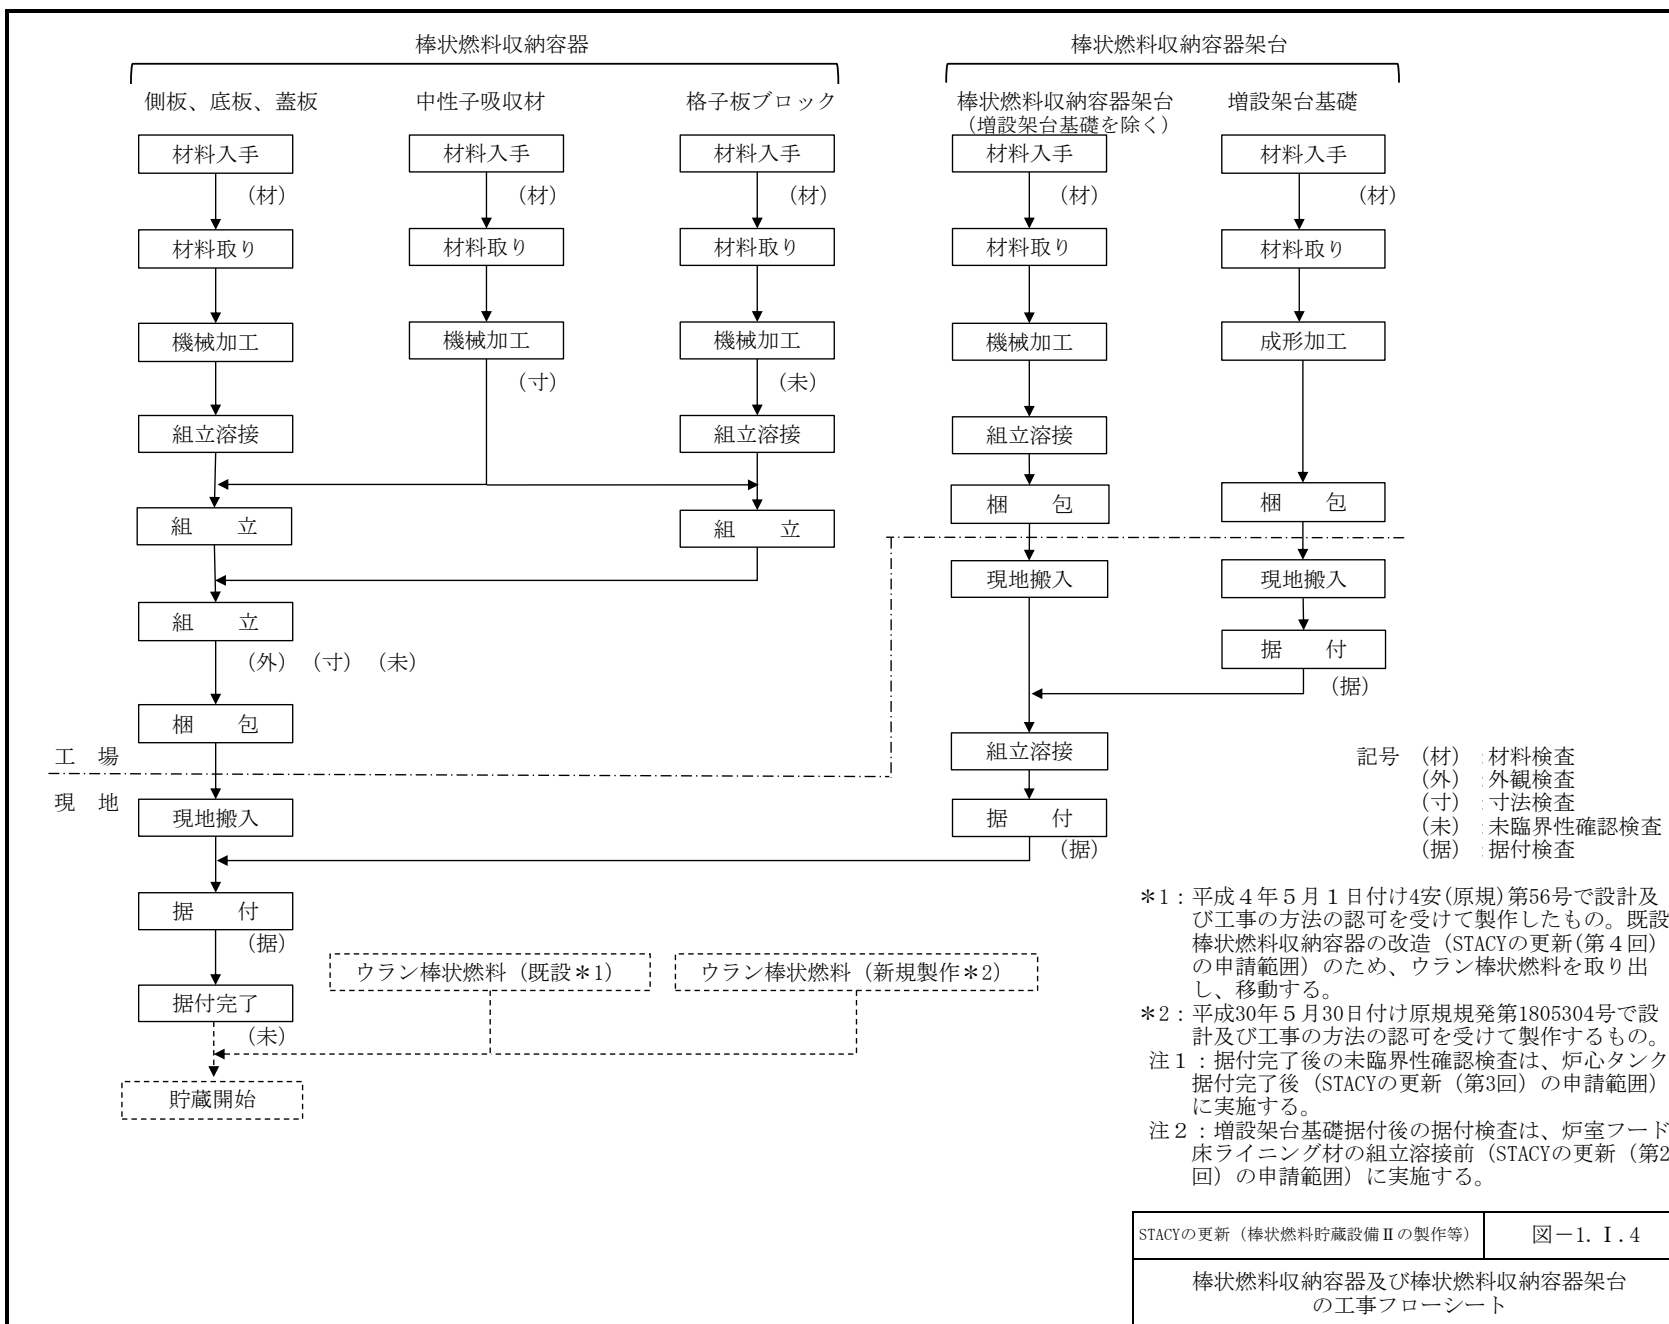 棒状燃料収納容器
棒状燃料収納容器架台
側板、底板、蓋板
中性子吸収材
格子板ブロック
棒状燃料収納容器架台
（増設架台基礎を除く）
増設架台基礎
材料入手
材料入手
材料入手
材料入手
材料入手
（材）
（材）
（材）
（材）
（材）
材料取り
材料取り
材料取り
材料取り
材料取り
機械加工
機械加工
機械加工
機械加工
成形加工
（寸）
（未）
組立溶接
組立溶接
組立溶接
梱　包
梱　包
組　立
組　立
現地搬入
現地搬入
組　立
据　付
（外）（寸）（未）
（据）
梱　包
組立溶接
工　場
現　地
現地搬入
据　付
（据）
据　付
（据）
ウラン棒状燃料（既設＊1）
ウラン棒状燃料（新規製作＊2）
据付完了
（未）
貯蔵開始
記号　（材）：材料検査
（外）：外観検査
（寸）：寸法検査
（未）：未臨界性確認検査
（据）：据付検査
＊1：平成４年５月１日付け4安(原規)第56号で設計及
び工事の方法の認可を受けて製作したもの。既設
棒状燃料収納容器の改造（STACYの更新(第４回)
の申請範囲）のため、ウラン棒状燃料を取り出
し、移動する。
＊2：平成30年５月30日付け原規規発第1805304号で設
計及び工事の方法の認可を受けて製作するもの。
注１：据付完了後の未臨界性確認検査は、炉心タンク
据付完了後（STACYの更新（第3回）の申請範囲）
に実施する。
注２：増設架台基礎据付後の据付検査は、炉室フード
床ライニング材の組立溶接前（STACYの更新（第2
回）の申請範囲）に実施する。
STACYの更新（棒状燃料貯蔵設備Ⅱの製作等）
図－1.Ⅰ.4
棒状燃料収納容器及び棒状燃料収納容器架台
の工事フローシート